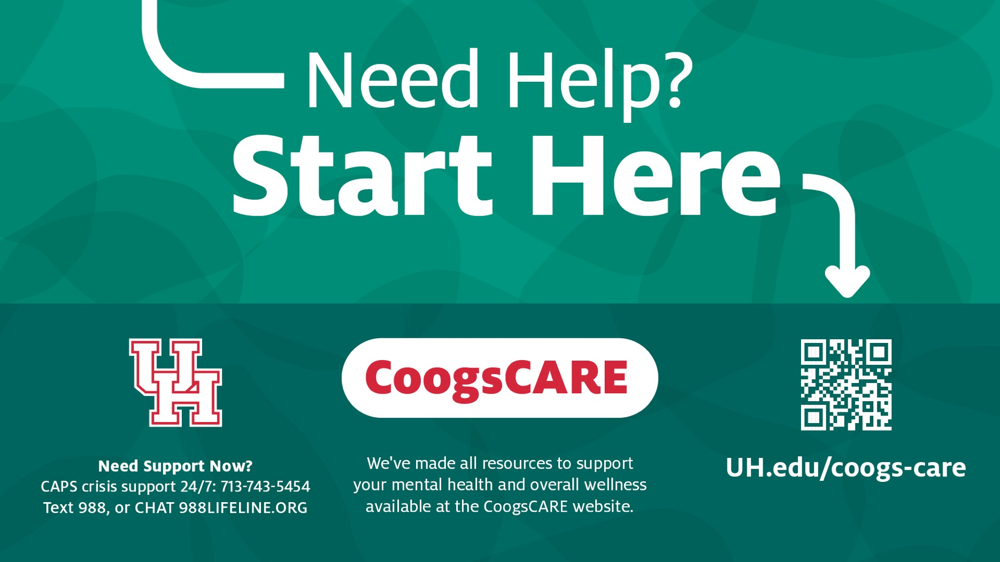 Need Help?
Start Here
UH
Need Support Now?
CAPS crisis support 24/7: 713-743-5454
Text 988, or CHAT 988LIFELINE.ORG
CoogsCARE
We've made all resources to support
your mental health and overall wellness
available at the CoogsCARE website.
UH.edu/coogs-care